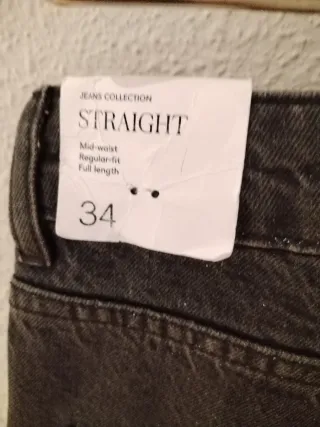 JEANS COLLECTION
STRAIGHT
Mid-waist
Regular-fit
Full length
34